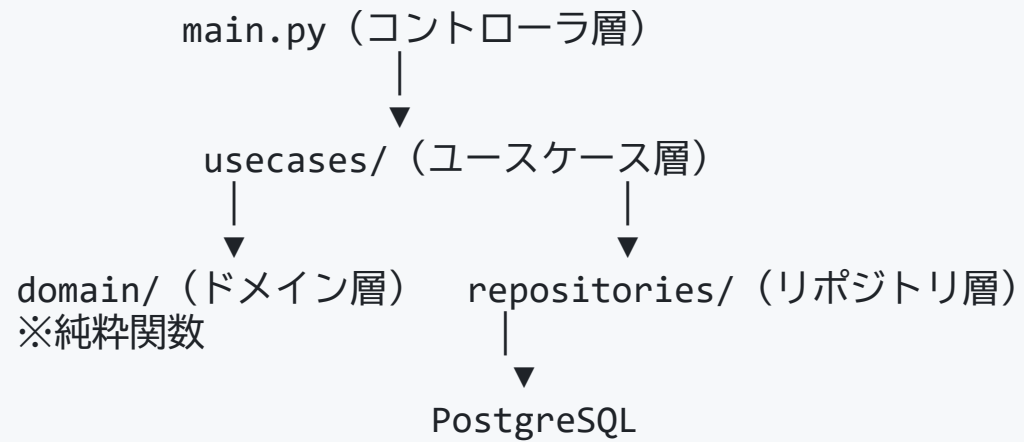 main.py（コントローラ層）
usecases/（ユースケース層）
domain/（ドメイン層） repositories/（リポジトリ層）
※純粋関数
PostgreSQL